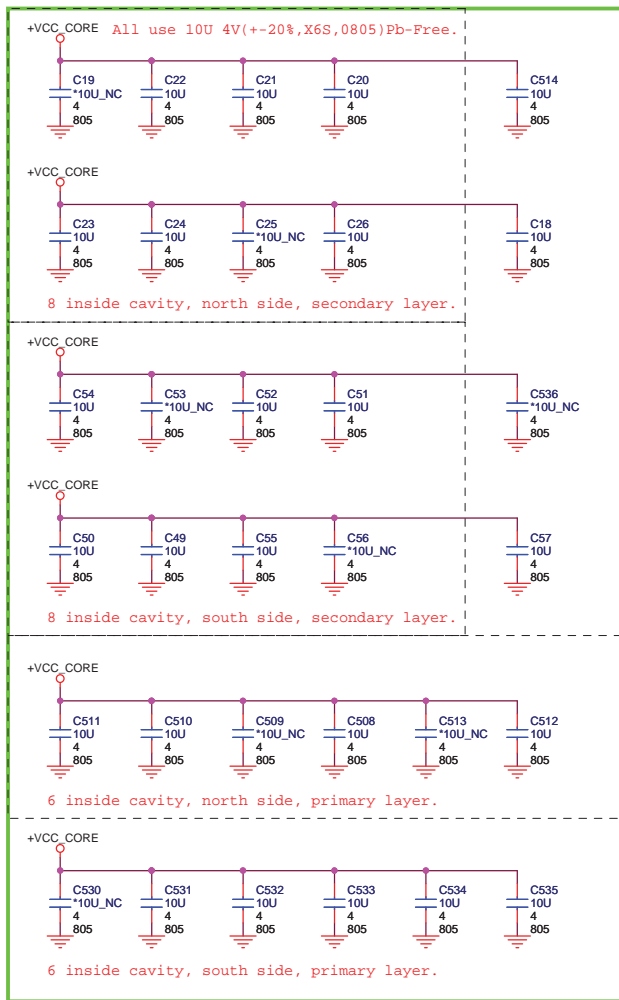 +VCC_CORE All use 10U 4V(+-20%,X6S,0805)Pb-Free.
C19 C22 C21 C20 C514
*10U_NC 10U 10U 10U 10U
4 4 4 4 4
805 805 805 805 805
+VCC_CORE
C23 C24 C25 C26 C18
10U 10U *10U_NC 10U 10U
4 4 4 4 4
805 805 805 805 805
8 inside cavity, north side, secondary layer.
+VCC_CORE
C54 C53 C52 C51 C536
10U *10U_NC 10U 10U *10U_NC
4 4 4 4 4
805 805 805 805 805
+VCC_CORE
C50 C49 C55 C56 C57
10U 10U 10U *10U_NC 10U
4 4 4 4 4
805 805 805 805 805
8 inside cavity, south side, secondary layer.
+VCC_CORE
C511 C510 C509 C508 C513 C512
10U 10U *10U_NC 10U *10U_NC 10U
4 4 4 4 4 4
805 805 805 805 805 805
6 inside cavity, north side, primary layer.
+VCC_CORE
C530 C531 C532 C533 C534 C535
*10U_NC 10U 10U 10U 10U 10U
4 4 4 4 4 4
805 805 805 805 805 805
6 inside cavity, south side, primary layer.